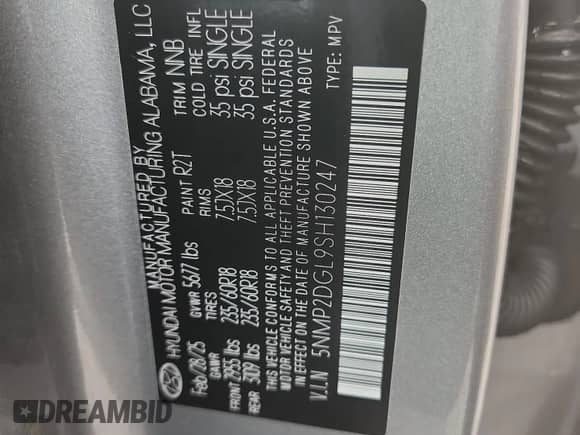 MANUFACTURED BY
HYUNDAI MOTOR MANUFACTURING ALABAMA, LLC
Feb/28/25 GVWR 5677 lbs PAINT R2T TRIM NNB
GAWR TIRES RIMS COLD TIRE INFL
FRONT 2955 lbs 235/60R18 7.5JX18 35 psi SINGLE
REAR 3109 lbs 235/60R18 7.5JX18 35 psi SINGLE
THIS VEHICLE CONFORMS TO ALL APPLICABLE U.S.A. FEDERAL
MOTOR VEHICLE SAFETY AND THEFT PREVENTION STANDARDS
IN EFFECT ON THE DATE OF MANUFACTURE SHOWN ABOVE
V.I.N 5NMP2DGL9SH130247 TYPE: MPV
DREAMBID